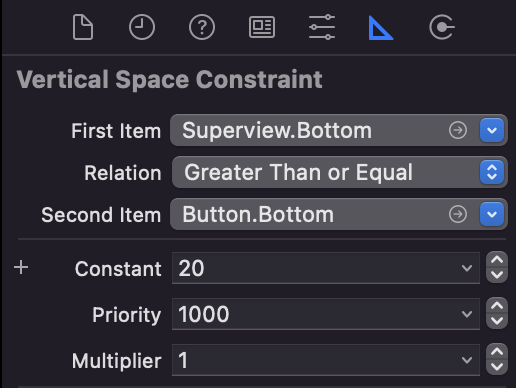 Vertical Space Constraint
First Item Superview.Bottom
Relation Greater Than or Equal
Second Item Button.Bottom
+ Constant 20
Priority 1000
Multiplier 1